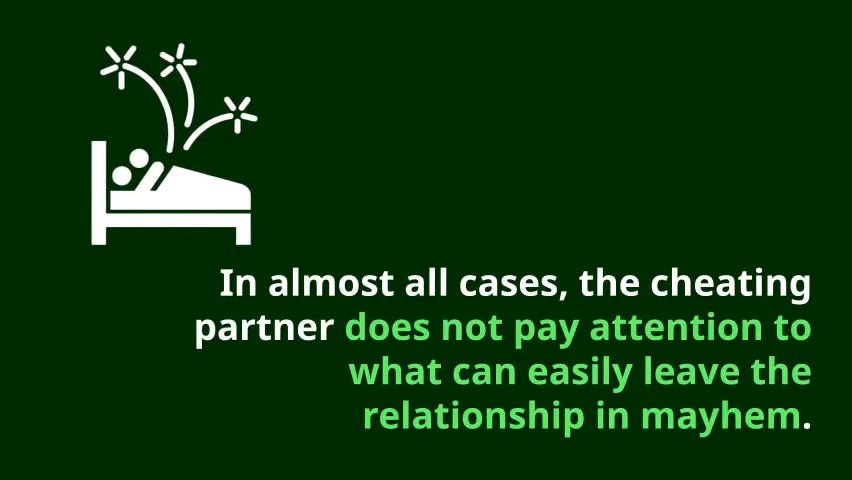 In almost all cases, the cheating
partner does not pay attention to
what can easily leave the
relationship in mayhem.